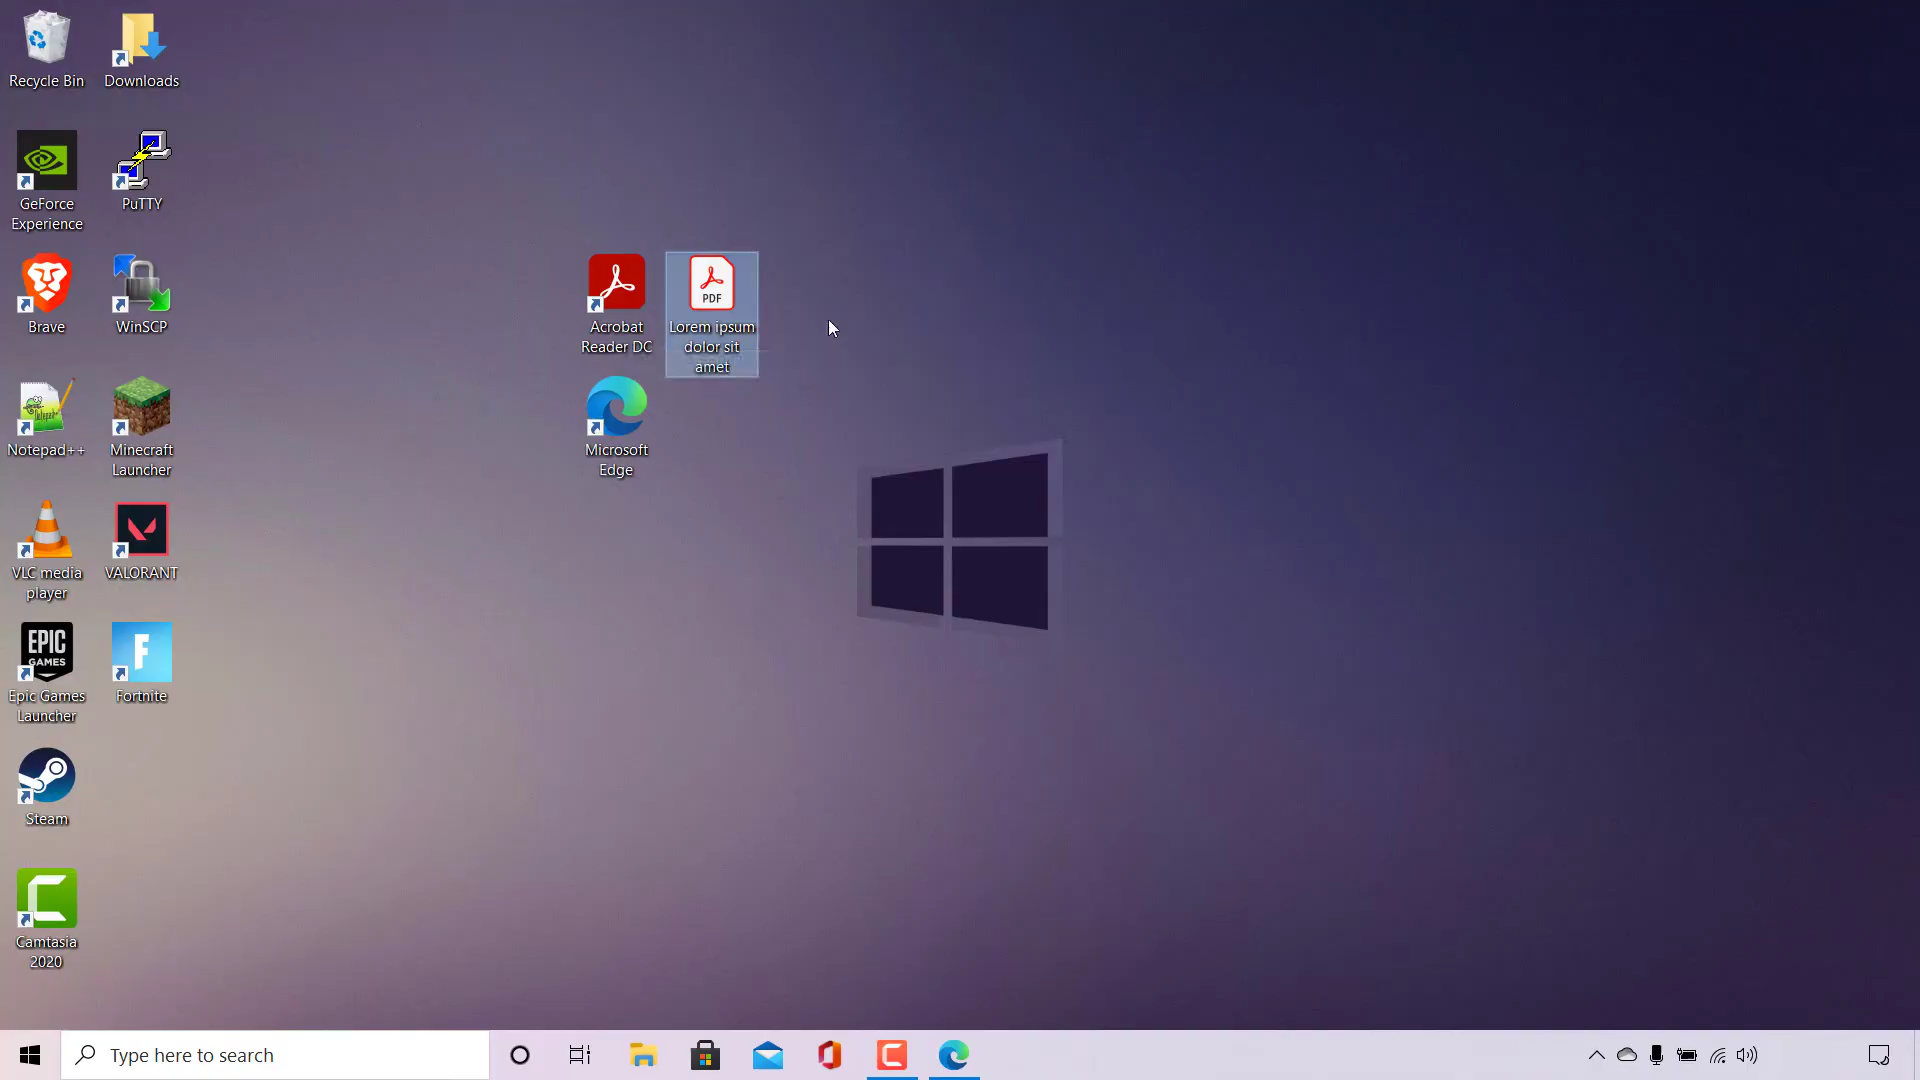 Recycle Bin
Downloads
GeForce
Experience
PuTTY
Brave
WinSCP
Acrobat
Reader DC
PDF
Lorem ipsum
dolor sit
amet
Notepad++
Minecraft
Launcher
Microsoft
Edge
VLC media
player
VALORANT
EPIC
GAMES
Epic Games
Launcher
F
Fortnite
Steam
Camtasia
2020
Type here to search